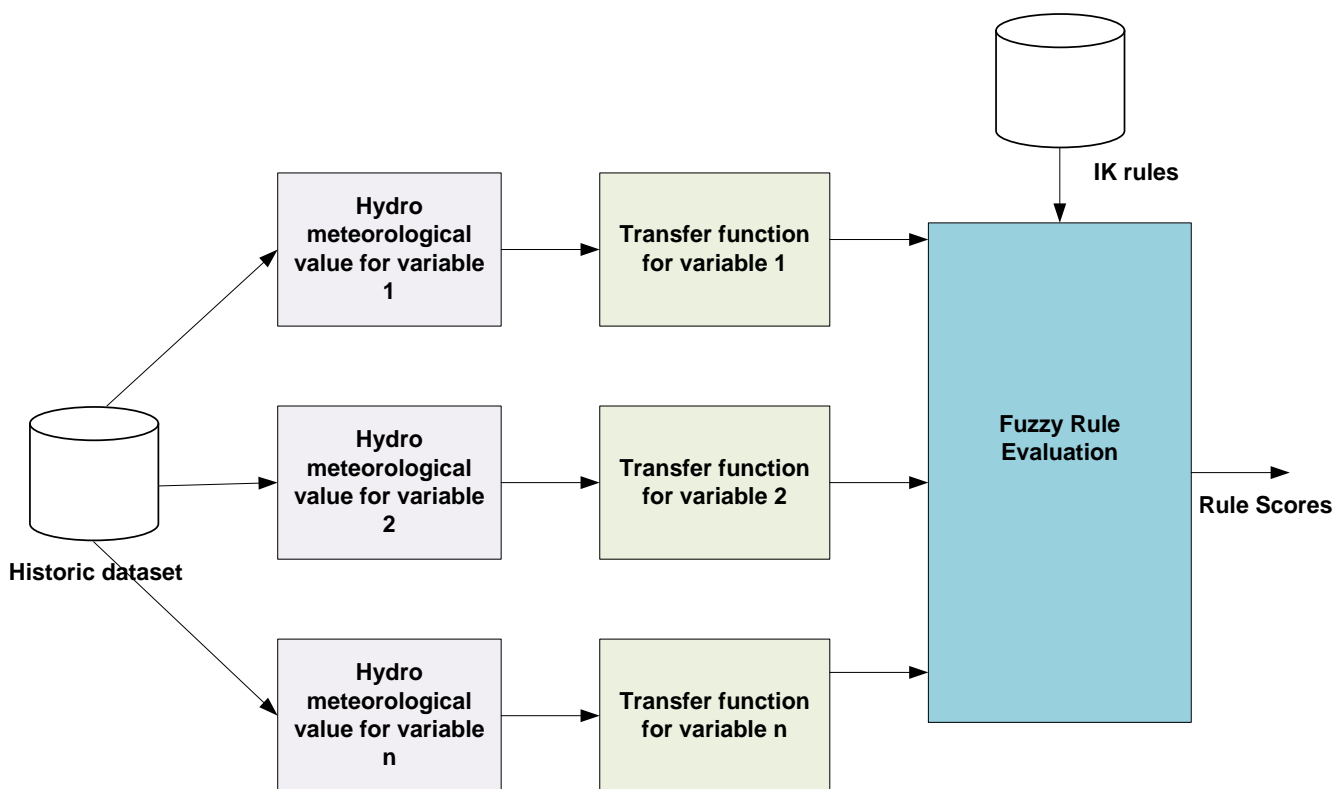 IK rules
Hydro
meteorological
value for variable
1
Transfer function
for variable 1
Hydro
meteorological
value for variable
2
Transfer function
for variable 2
Fuzzy Rule
Evaluation
Rule Scores
Historic dataset
Hydro
meteorological
value for variable
n
Transfer function
for variable n